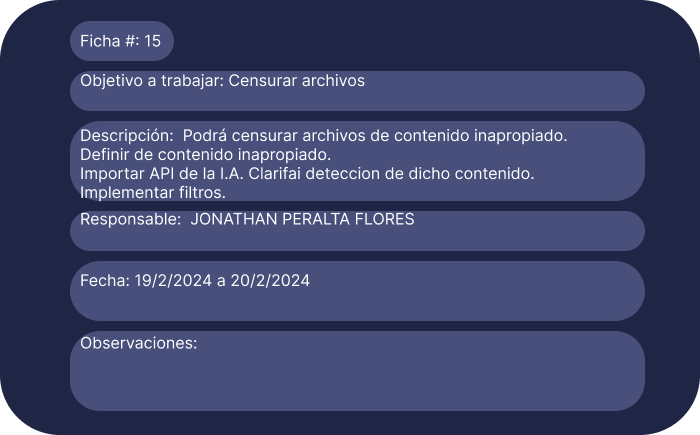 Ficha #: 15
Objetivo a trabajar: Censurar archivos
Descripción:  Podrá censurar archivos de contenido inapropiado.
Definir de contenido inapropiado.
Importar API de la I.A. Clarifai deteccion de dicho contenido.
Implementar filtros.
Responsable:  JONATHAN PERALTA FLORES
Fecha: 19/2/2024 a 20/2/2024
Observaciones: